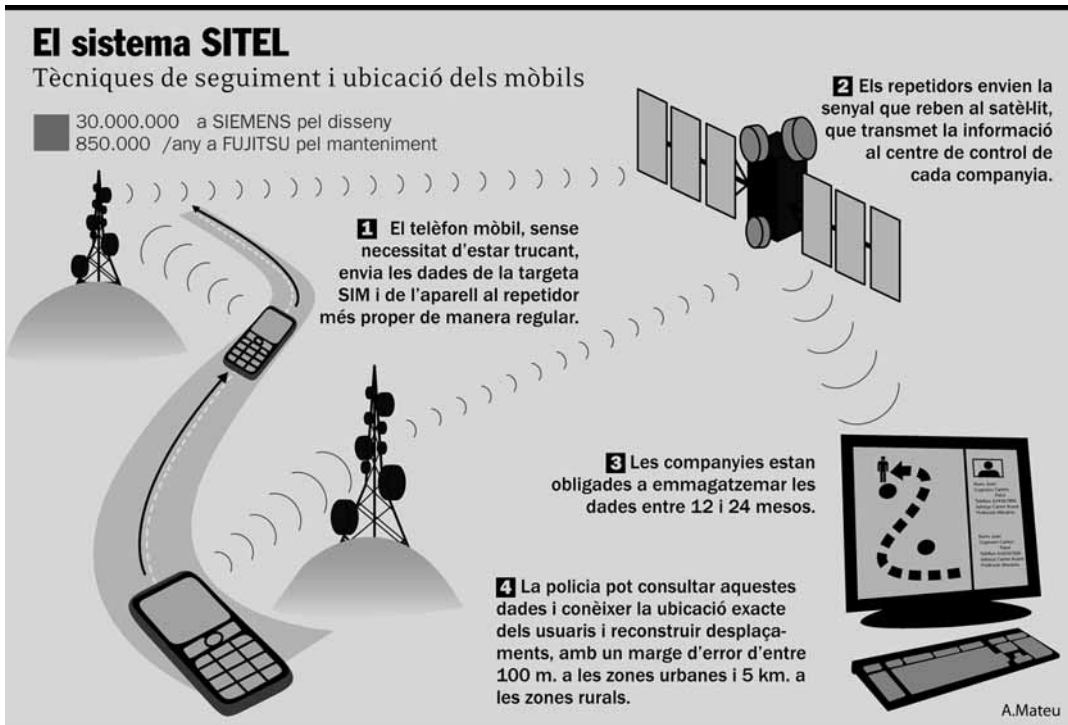 El sistema SITEL
Tècniques de seguiment i ubicació dels mòbils
30.000.000 a SIEMENS pel disseny
850.000 /any a FUJITSU pel manteniment
1 El telèfon mòbil, sense
necessitat d'estar trucant,
envia les dades de la targeta
SIM i de l'aparell al repetidor
més proper de manera regular.
2 Els repetidors envien la
senyal que reben al satèl·lit,
que transmet la informació
al centre de control de
cada companyia.
3 Les companyies estan
obligades a emmagatzemar les
dades entre 12 i 24 mesos.
4 La policia pot consultar aquestes
dades i conèixer la ubicació exacte
dels usuaris i reconstruir desplaça-
ments, amb un marge d'error d'entre
100 m. a les zones urbanes i 5 km. a
les zones rurals.
A.Mateu